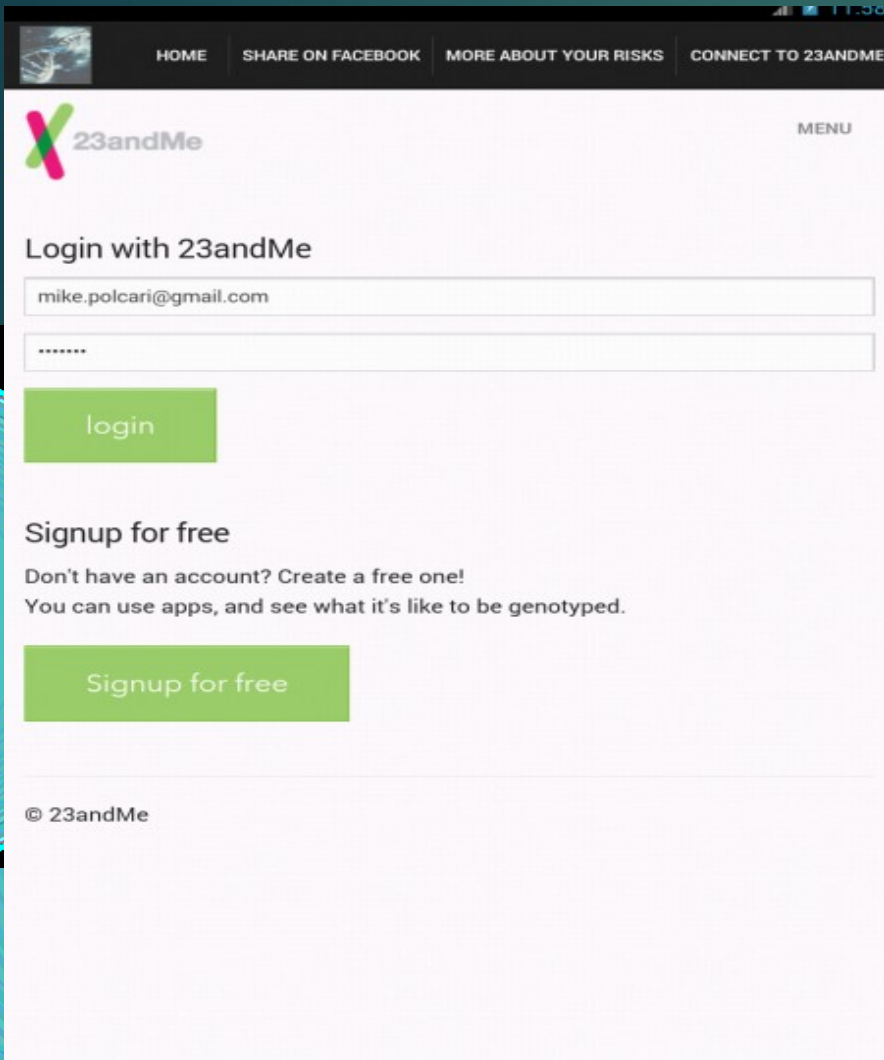 11:58
HOME SHARE ON FACEBOOK MORE ABOUT YOUR RISKS CONNECT TO 23ANDME
23andMe
MENU
Login with 23andMe
mike.polcari@gmail.com
•••••••
login
Signup for free
Don't have an account? Create a free one!
You can use apps, and see what it's like to be genotyped.
Signup for free
© 23andMe